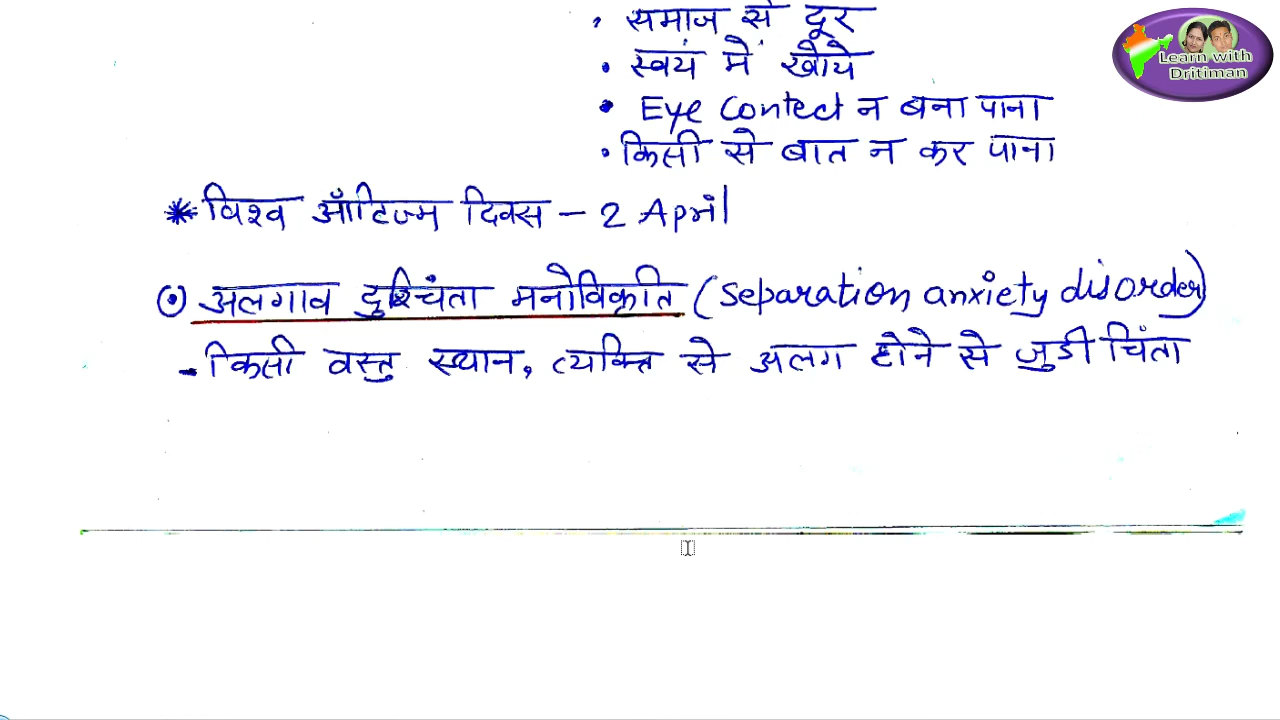 • समाज से दूर
• स्वयं में खोये
• Eye Contect न बना पाना
• किसी से बात न कर पाना
* विश्व ऑटिज्म दिवस – 2 April
⊙ अलगाव दुश्चिंता मनोविकृति (Separation anxiety disorder)
- किसी वस्तु स्थान, व्यक्ति से अलग होने से जुडी चिंता
Learn with
Dritiman